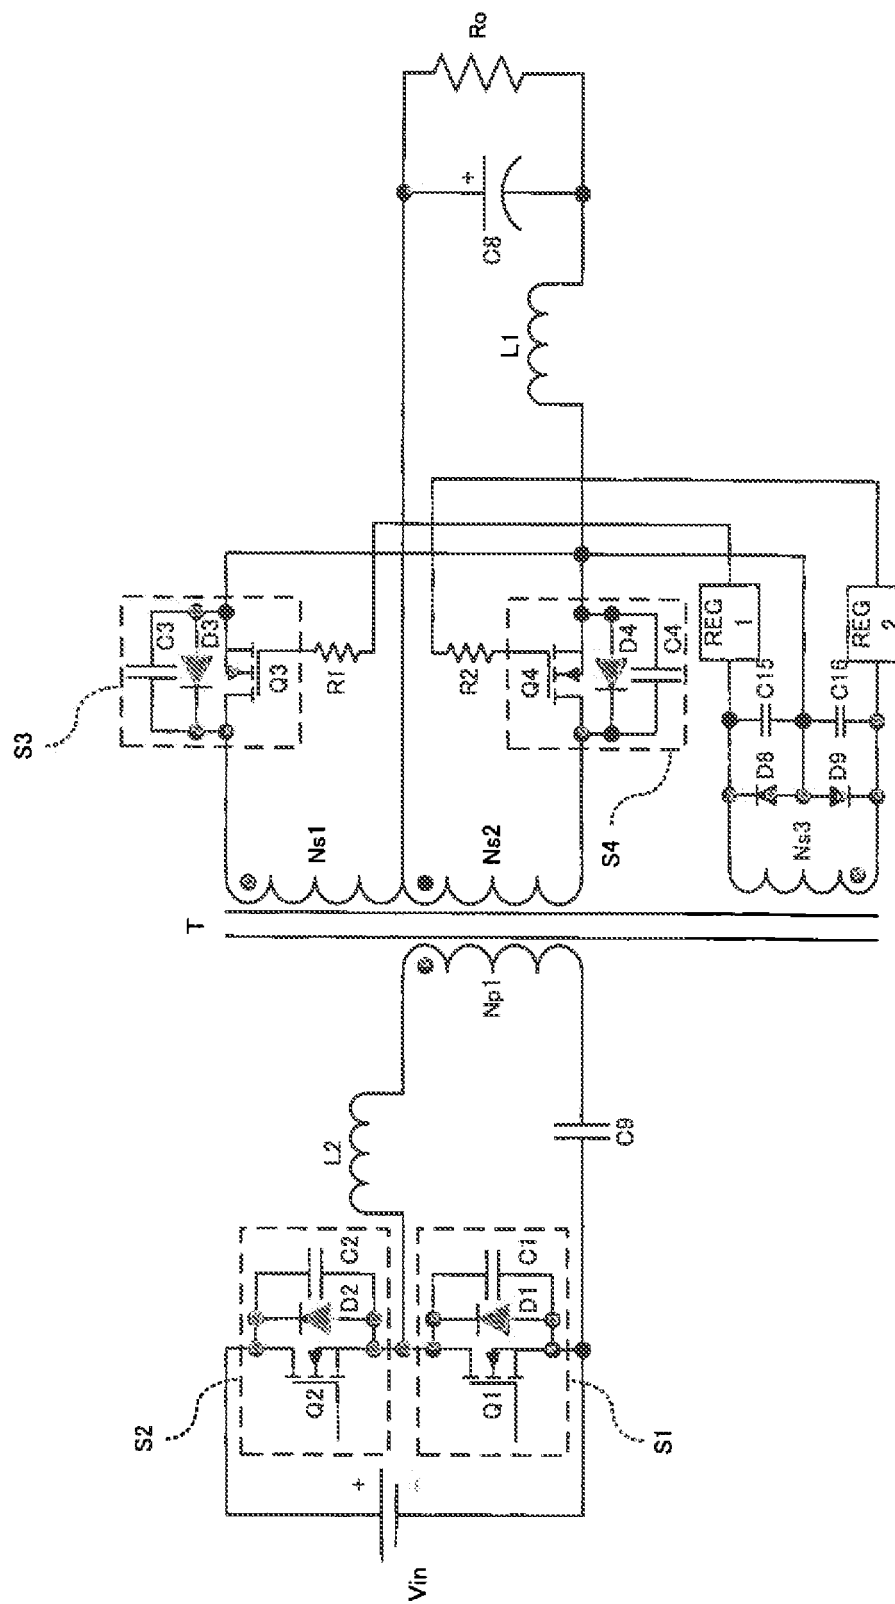 Vin
+
S2
Q2
D2
C2
S1
Q1
D1
C1
L2
C9
T
Np1
Ns1
Ns2
Ns3
S3
C3
D3
Q3
R1
S4
R2
Q4
D4
C4
D8
D9
C15
C16
REG
1
REG
2
L1
C8
+
Ro